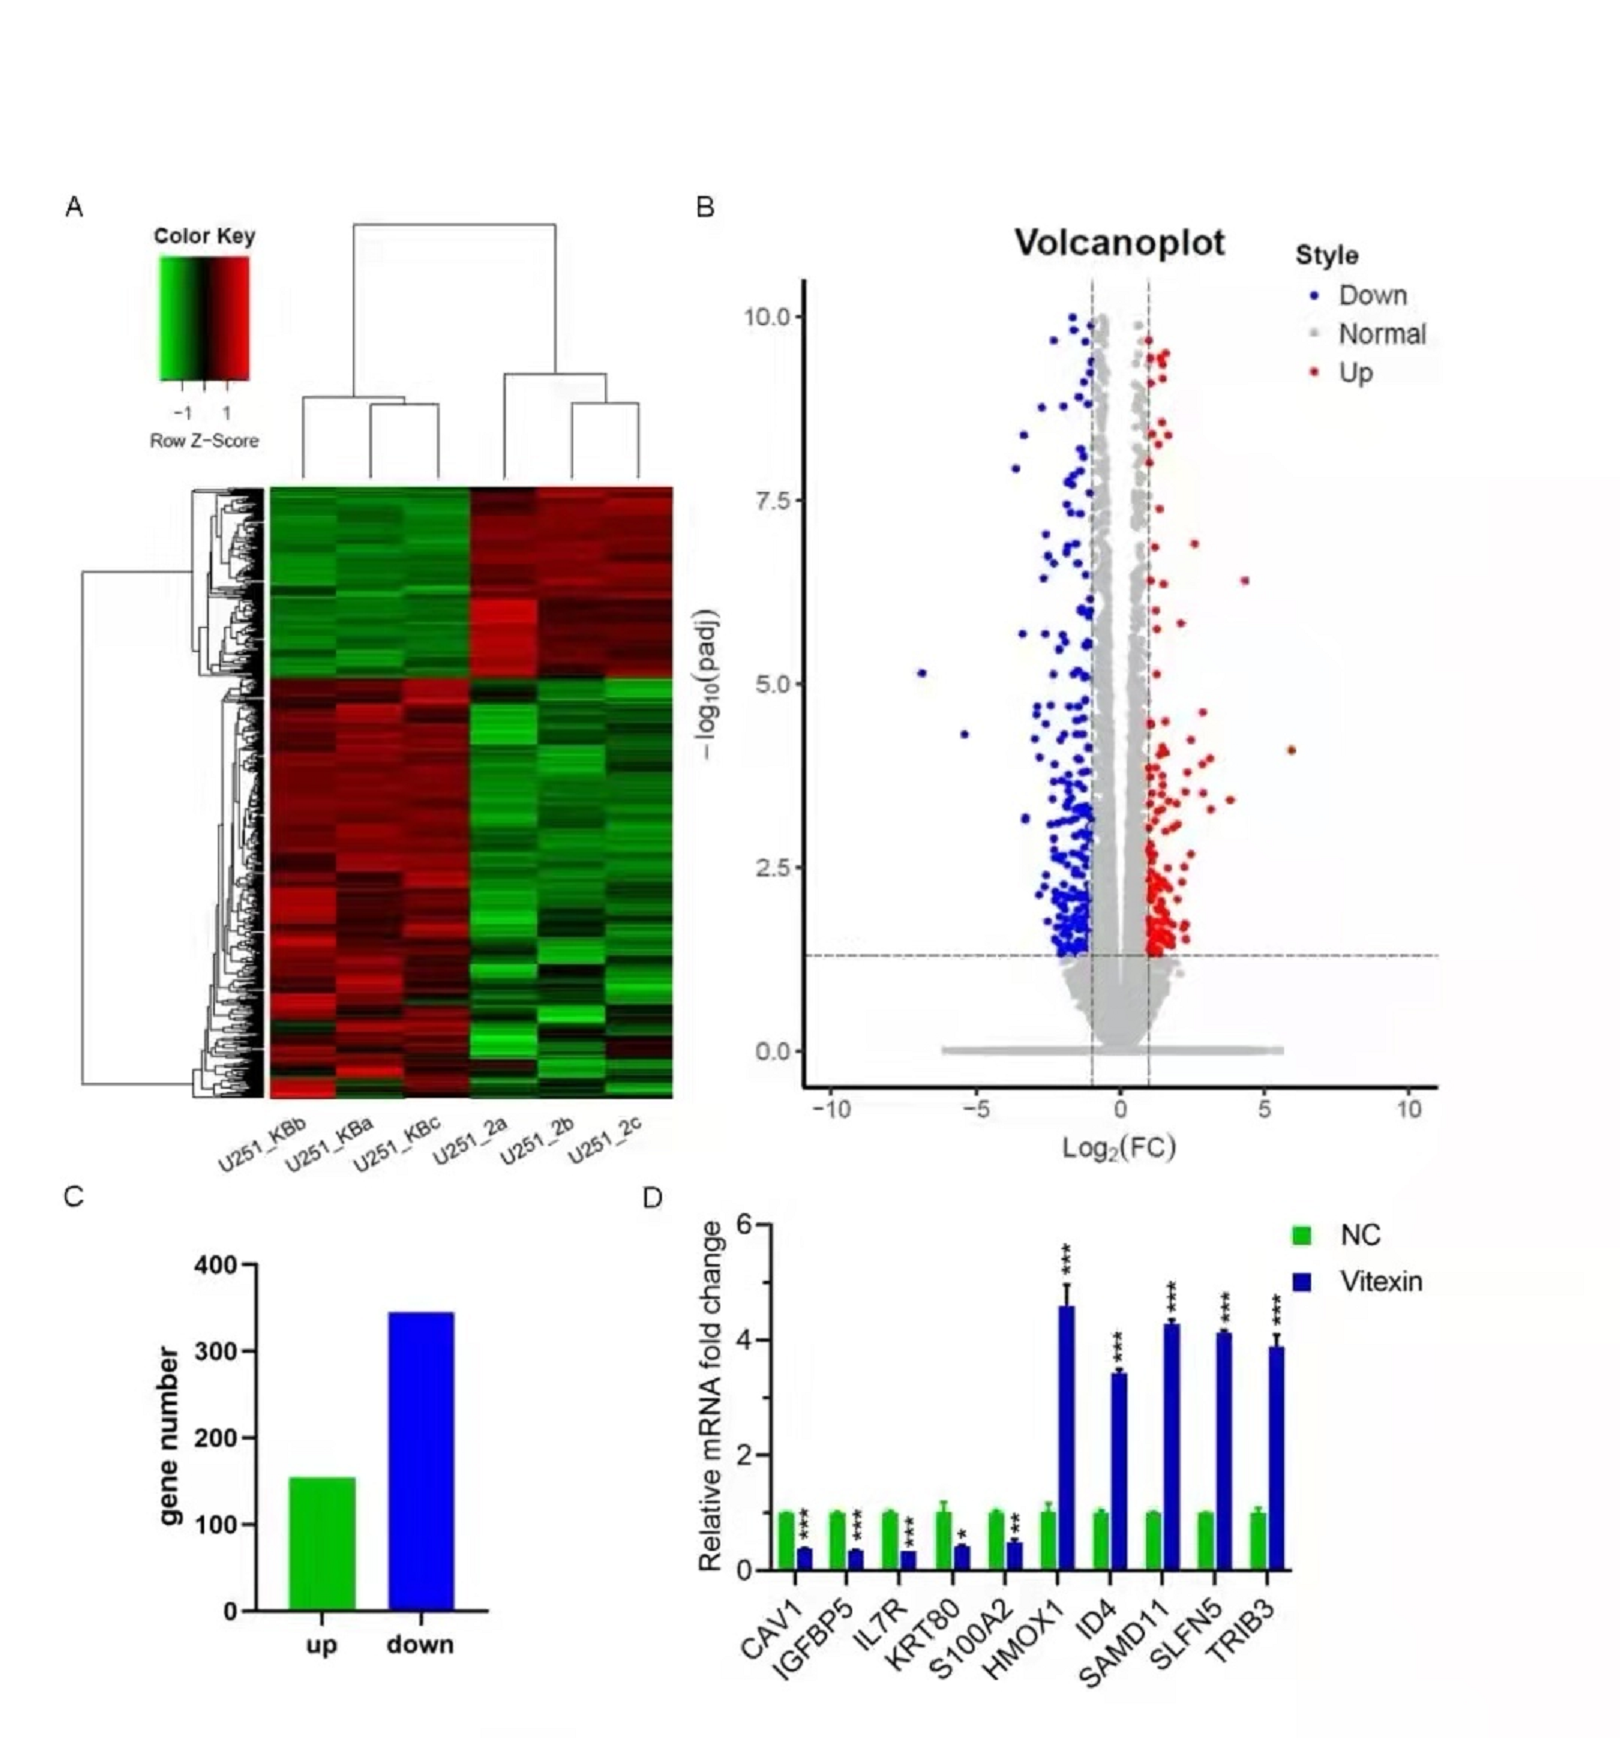 A
Color Key
−1 1
Row Z−Score
U251_KBb
U251_KBa
U251_KBc
U251_2a
U251_2b
U251_2c
B
Volcanoplot
Style
Down
Normal
Up
10.0
7.5
5.0
2.5
0.0
−log₁₀(padj)
−10 −5 0 5 10
Log₂(FC)
C
400
300
200
100
0
gene number
up down
D
6
4
2
0
Relative mRNA fold change
NC
Vitexin
*** *** *** * ** *** *** *** *** ***
CAV1
IGFBP5
IL7R
KRT80
S100A2
HMOX1
ID4
SAMD11
SLFN5
TRIB3